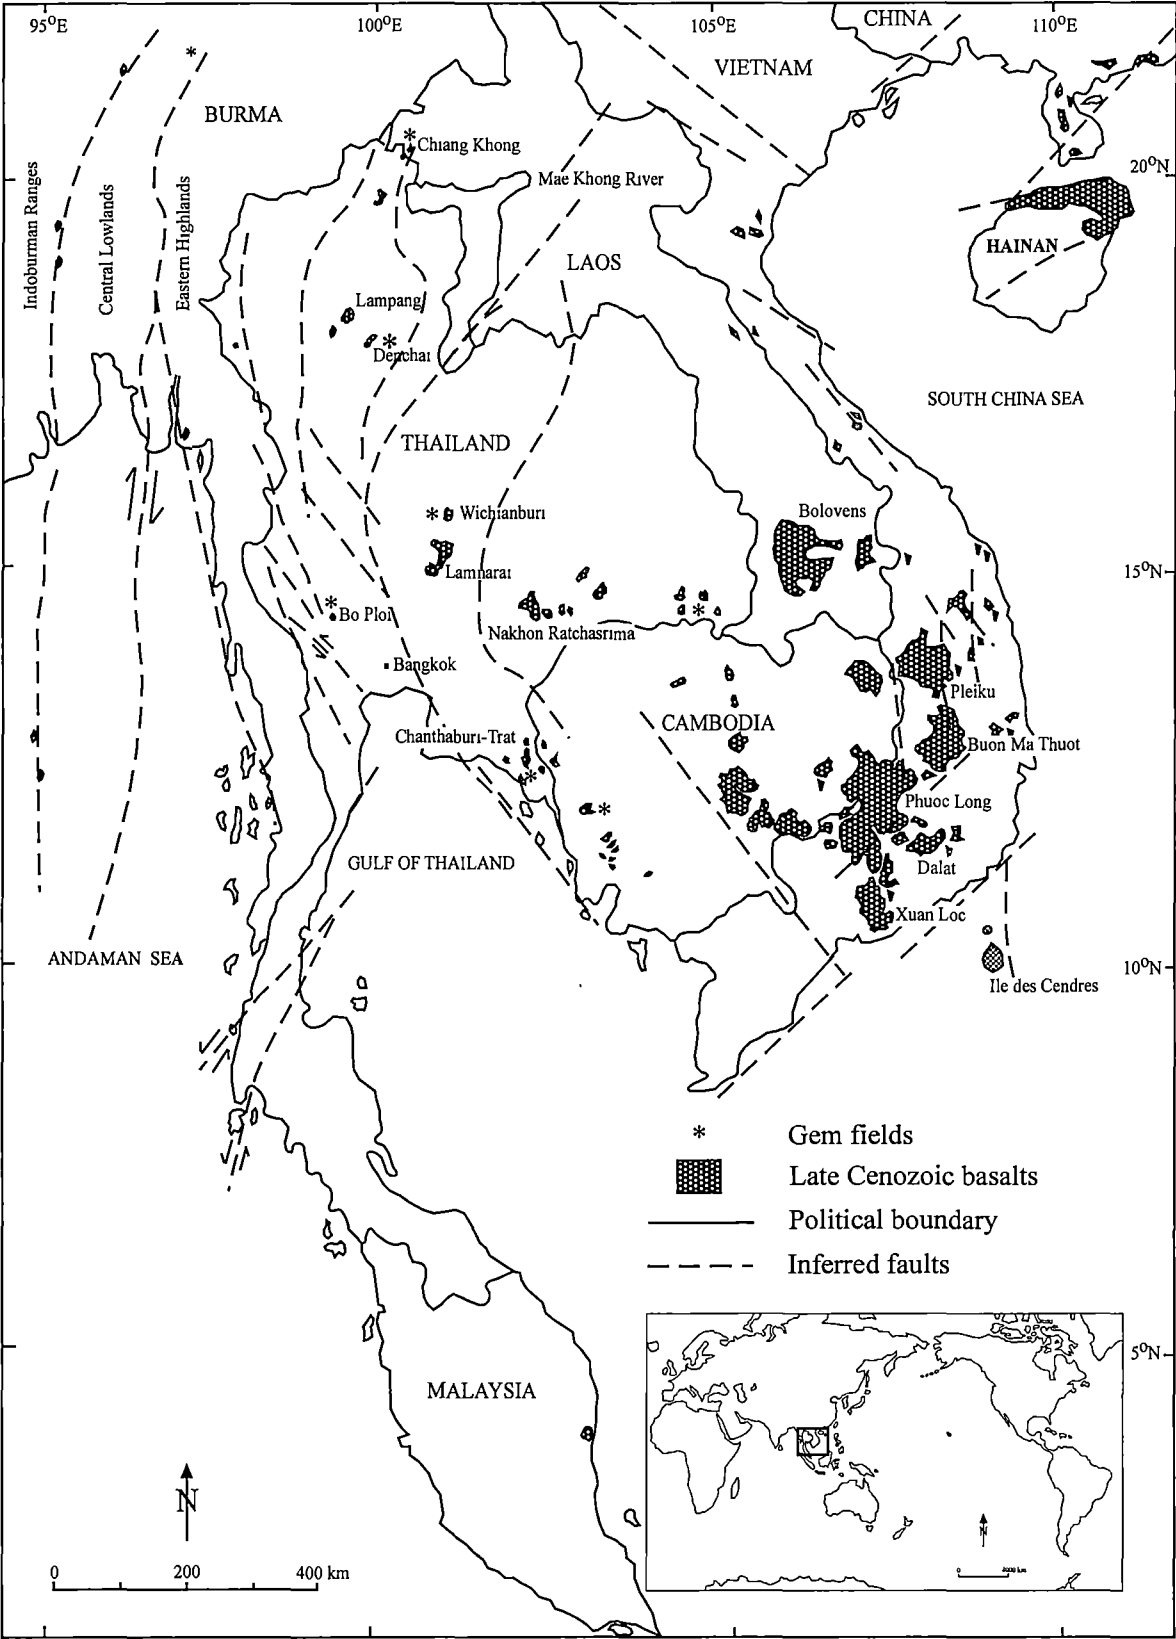 95°E
100°E
105°E
110°E
CHINA
VIETNAM
BURMA
Chiang Khong
Mae Khong River
20°N
Indoburman Ranges
Central Lowlands
Eastern Highlands
HAINAN
LAOS
Lampang
Denchai
SOUTH CHINA SEA
THAILAND
Wichianburi
Bolovens
Lamnarai
15°N
Bo Ploi
Nakhon Ratchasrima
Bangkok
Pleiku
CAMBODIA
Chanthaburi-Trat
Buon Ma Thuot
Phuoc Long
GULF OF THAILAND
Dalat
Xuan Loc
ANDAMAN SEA
10°N
Ile des Cendres
* Gem fields
Late Cenozoic basalts
Political boundary
Inferred faults
5°N
MALAYSIA
N
N
0 200 400 km